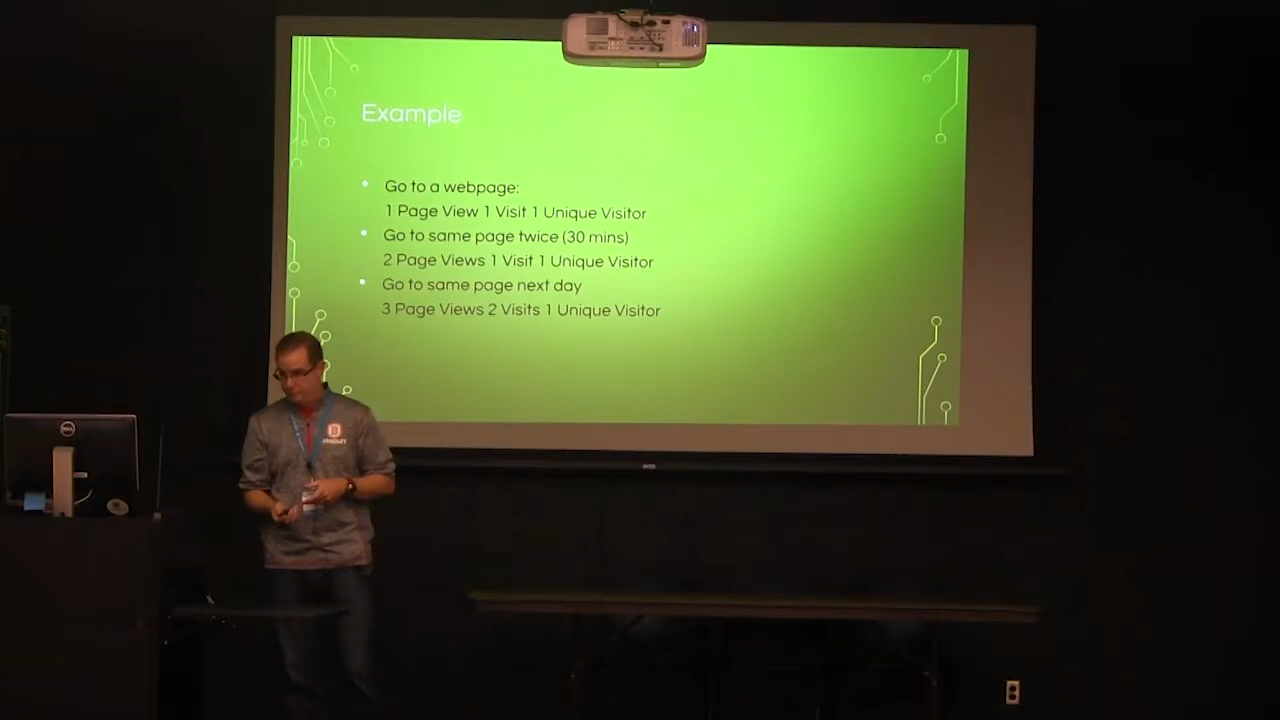 Example
Go to a webpage:
1 Page View 1 Visit 1 Unique Visitor
Go to same page twice (30 mins)
2 Page Views 1 Visit 1 Unique Visitor
Go to same page next day
3 Page Views 2 Visits 1 Unique Visitor
DELL
BRADLEY